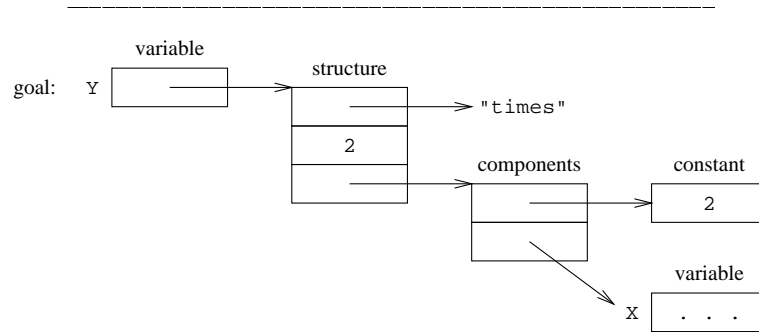 variable
structure
goal: Y
"times"
2
components
constant
2
variable
X . . .